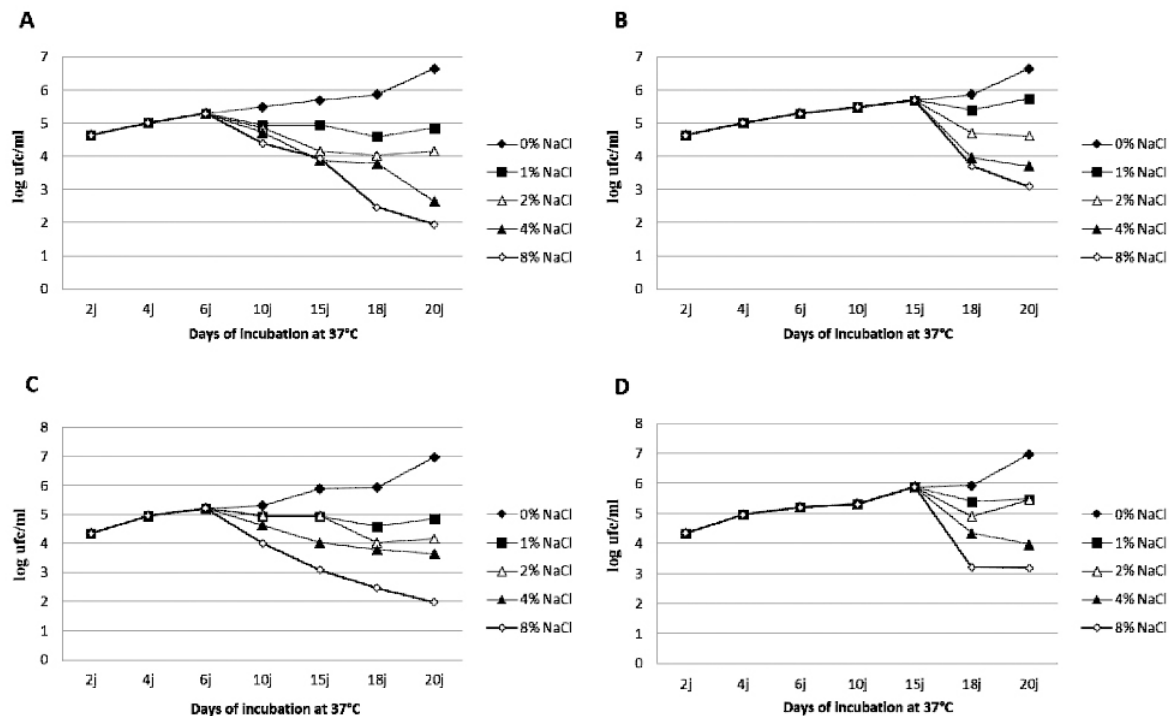 A
7
6
5
4
3
2
1
0
log ufc/ml
2j 4j 6j 10j 15j 18j 20j
Days of incubation at 37°C
0% NaCl
1% NaCl
2% NaCl
4% NaCl
8% NaCl
B
7
6
5
4
3
2
1
0
log ufc/ml
2j 4j 6j 10j 15j 18j 20j
Days of incubation at 37°C
0% NaCl
1% NaCl
2% NaCl
4% NaCl
8% NaCl
C
8
7
6
5
4
3
2
1
0
log ufc/ml
2j 4j 6j 10j 15j 18j 20j
Days of incubation at 37°C
0% NaCl
1% NaCl
2% NaCl
4% NaCl
8% NaCl
D
8
7
6
5
4
3
2
1
0
log ufc/ml
2j 4j 6j 10j 15j 18j 20j
Days of incubation at 37°C
0% NaCl
1% NaCl
2% NaCl
4% NaCl
8% NaCl